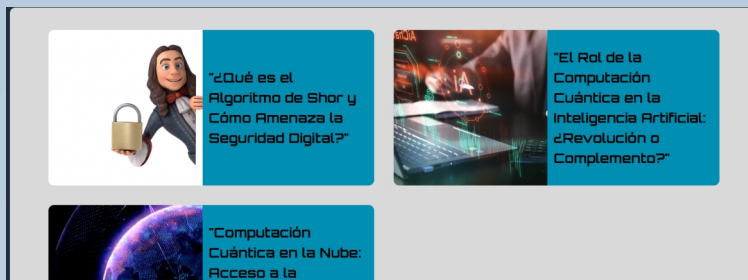 "¿Qué es el
Algoritmo de Shor y
Cómo Amenaza la
Seguridad Digital?"
"El Rol de la
Computación
Cuántica en la
Inteligencia Artificial:
¿Revolución o
Complemento?"
"Computación
Cuántica en la Nube:
Acceso a la